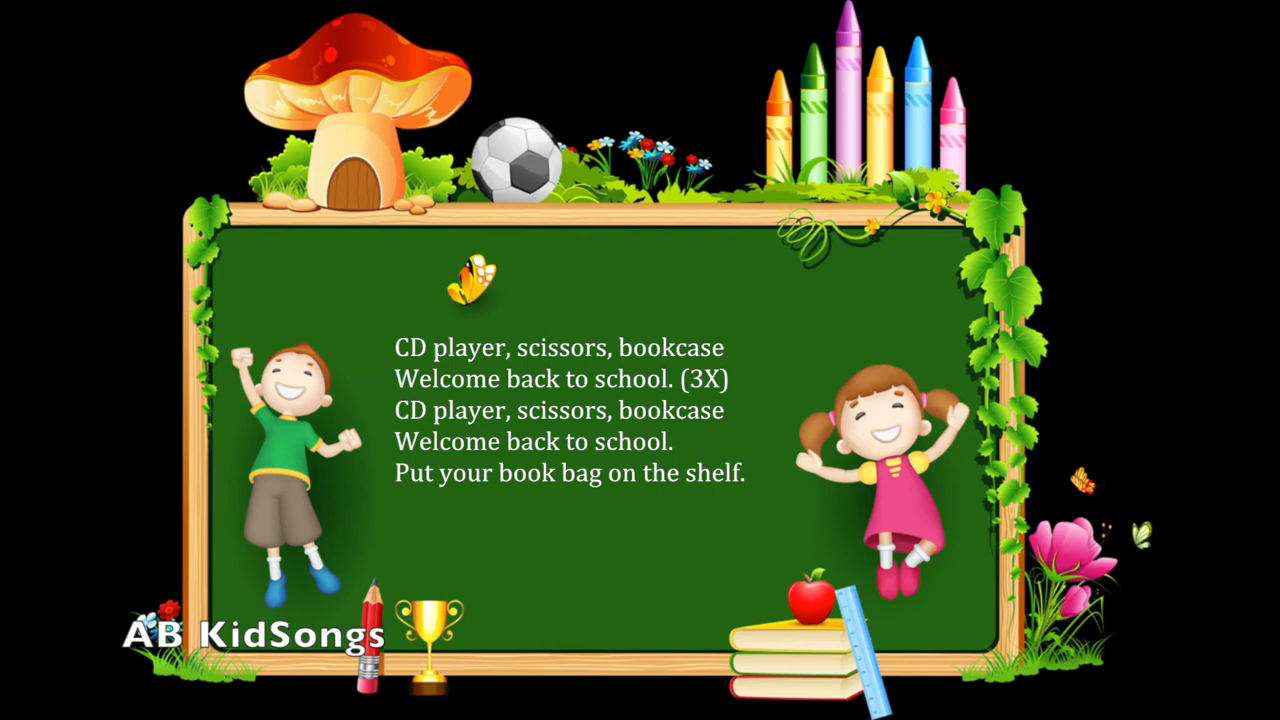 CD player, scissors, bookcase
Welcome back to school. (3X)
CD player, scissors, bookcase
Welcome back to school.
Put your book bag on the shelf.
AB KidSongs